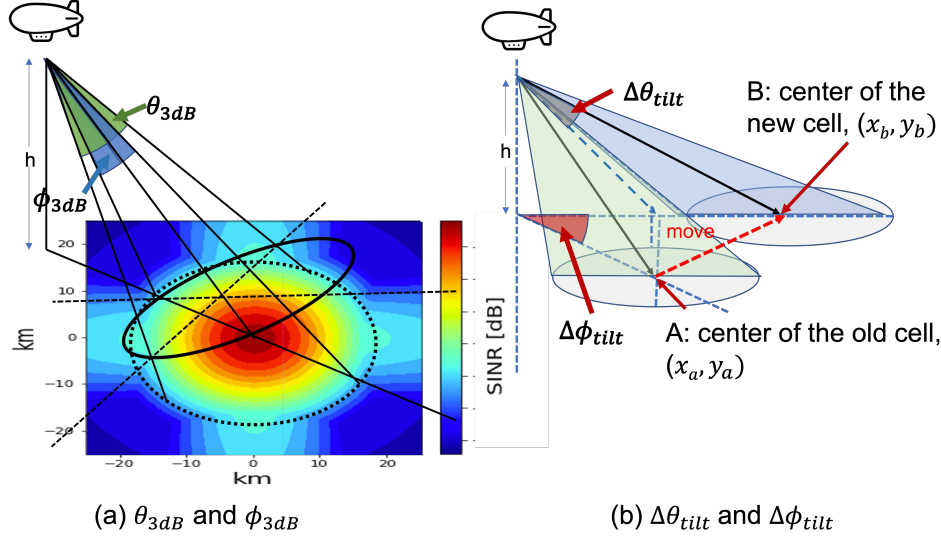 h
θ3dB
ϕ3dB
km
20
10
0
−10
−20
−20
−10
0
10
20
km
SINR [dB]
(a) θ3dB and ϕ3dB
h
Δθtilt
B: center of the
new cell, (xb, yb)
move
Δϕtilt
A: center of the old cell,
(xa, ya)
(b) Δθtilt and Δϕtilt